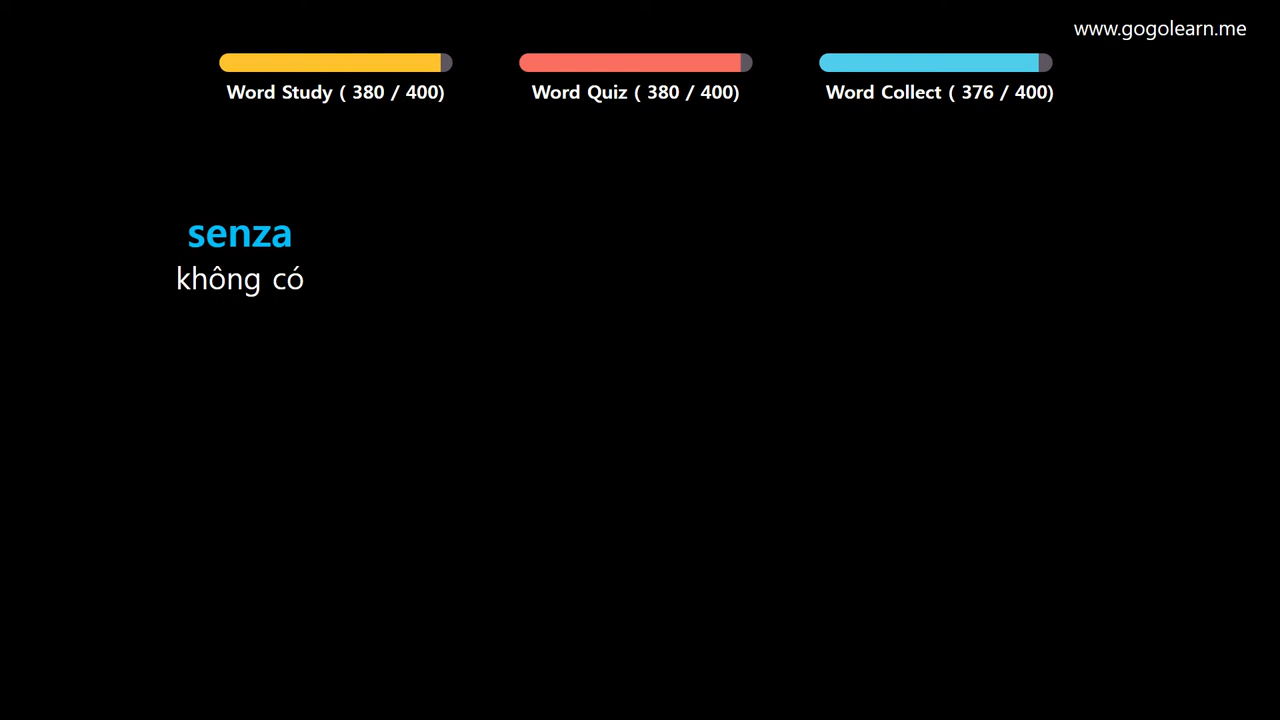 www.gogolearn.me
Word Study ( 380 / 400)
Word Quiz ( 380 / 400)
Word Collect ( 376 / 400)
senza
không có